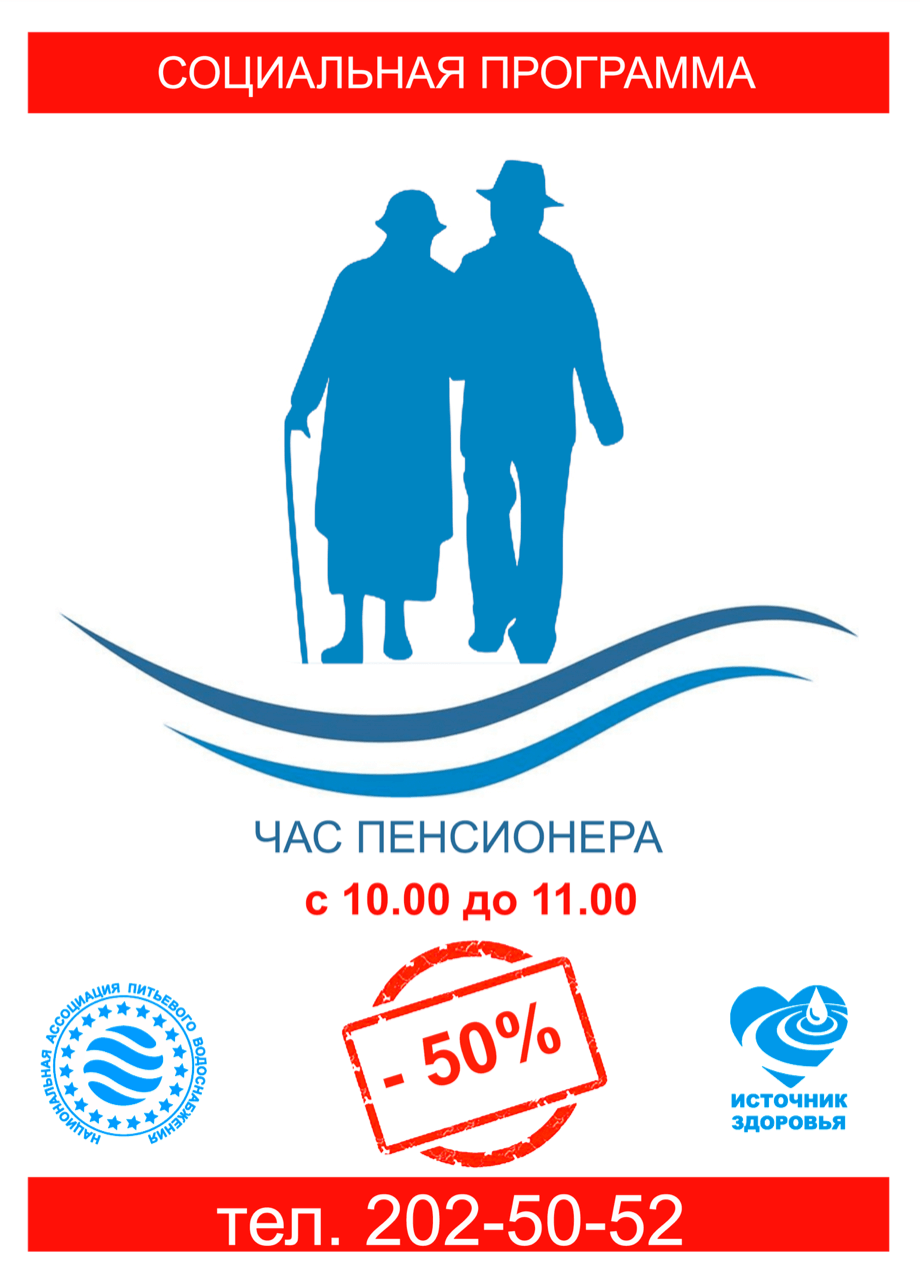 СОЦИАЛЬНАЯ ПРОГРАММА
ЧАС ПЕНСИОНЕРА
с 10.00 до 11.00
- 50%
НАЦИОНАЛЬНАЯ АССОЦИАЦИЯ ПИТЬЕВОГО ВОДОСНАБЖЕНИЯ
ИСТОЧНИК
ЗДОРОВЬЯ
тел. 202-50-52